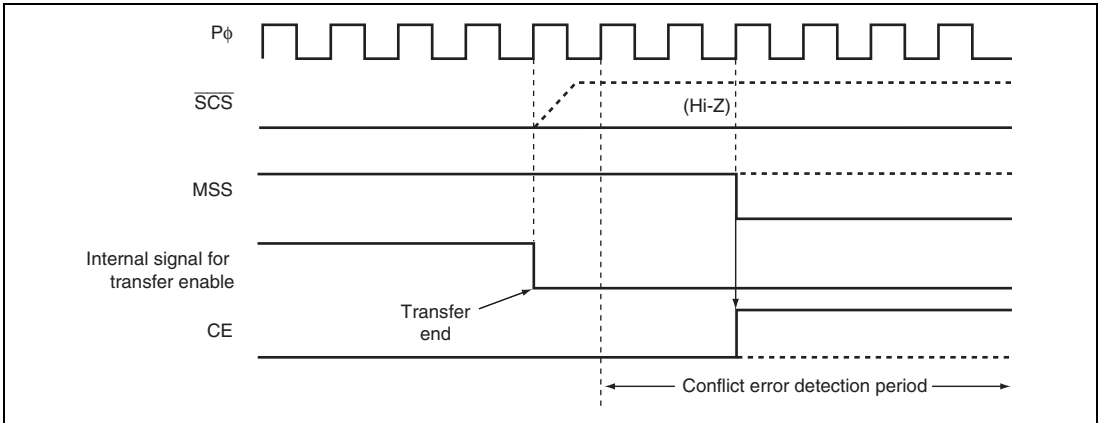 Pϕ
SCS
(Hi-Z)
MSS
Internal signal for
transfer enable
Transfer
end
CE
Conflict error detection period